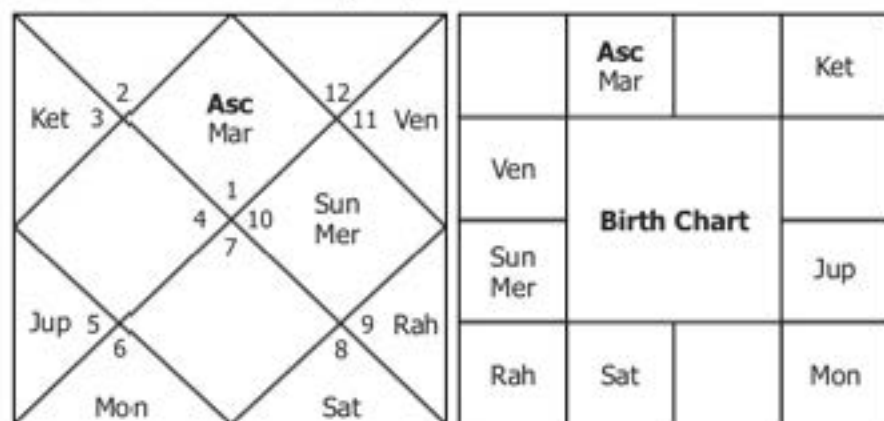 Asc
Mar
2
12
Ket 3
11 Ven
1
4 10
7
Sun
Mer
Jup 5
6
9 Rah
8
Mon
Sat
Asc
Mar
Ket
Ven
Birth Chart
Sun
Mer
Jup
Rah
Sat
Mon